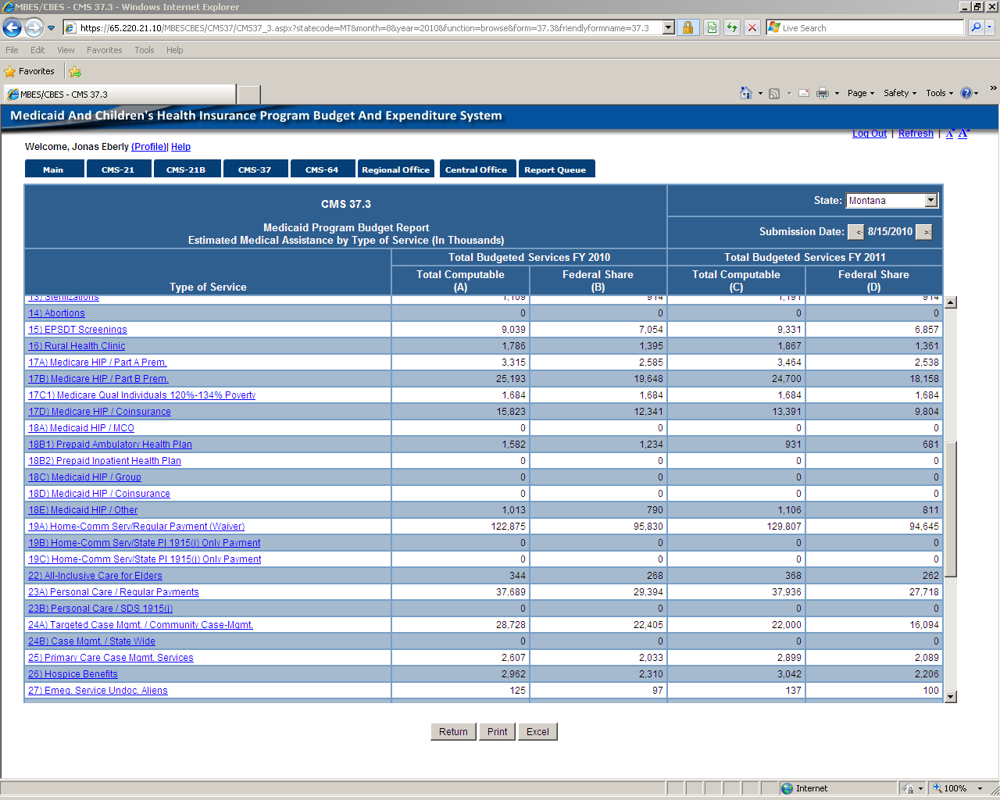 MBES/CBES - CMS 37.3 - Windows Internet Explorer
https://65.220.21.10/MBESCBES/CMS37/CMS37_3.aspx?statecode=MT&month=8&year=2010&function=browse&form=37.3&friendlyformname=37.3
Live Search
File Edit View Favorites Tools Help
Favorites
MBES/CBES - CMS 37.3
Page Safety Tools
Medicaid And Children's Health Insurance Program Budget And Expenditure System
Log Out | Refresh | A A
Welcome, Jonas Eberly (Profile)| Help
Main CMS-21 CMS-21B CMS-37 CMS-64 Regional Office Central Office Report Queue
CMS 37.3
Medicaid Program Budget Report
Estimated Medical Assistance by Type of Service (In Thousands)
State: Montana
Submission Date: < 8/15/2010 >
Total Budgeted Services FY 2010 Total Budgeted Services FY 2011
Type of Service
Total Computable (A) Federal Share (B) Total Computable (C) Federal Share (D)
13) Sterilizations 1,109 914 1,191 914
14) Abortions 0 0 0 0
15) EPSDT Screenings 9,039 7,054 9,331 6,857
16) Rural Health Clinic 1,786 1,395 1,867 1,361
17A) Medicare HIP / Part A Prem. 3,315 2,585 3,464 2,538
17B) Medicare HIP / Part B Prem. 25,193 19,648 24,700 18,158
17C1) Medicare Qual Individuals 120%-134% Poverty 1,684 1,684 1,684 1,684
17D) Medicare HIP / Coinsurance 15,823 12,341 13,391 9,804
18A) Medicaid HIP / MCO 0 0 0 0
18B1) Prepaid Ambulatory Health Plan 1,582 1,234 931 681
18B2) Prepaid Inpatient Health Plan 0 0 0 0
18C) Medicaid HIP / Group 0 0 0 0
18D) Medicaid HIP / Coinsurance 0 0 0 0
18E) Medicaid HIP / Other 1,013 790 1,106 811
19A) Home-Comm Serv/Regular Payment (Waiver) 122,875 95,830 129,807 94,645
19B) Home-Comm Serv/State Pl 1915(i) Only Payment 0 0 0 0
19C) Home-Comm Serv/State Pl 1915(j) Only Payment 0 0 0 0
22) All-Inclusive Care for Elders 344 268 368 262
23A) Personal Care / Regular Payments 37,689 29,394 37,936 27,718
23B) Personal Care / SDS 1915(j) 0 0 0 0
24A) Targeted Case Mgmt. / Community Case-Mgmt. 28,728 22,405 22,000 16,094
24B) Case Mgmt. / State Wide 0 0 0 0
25) Primary Care Case Mgmt. Services 2,607 2,033 2,899 2,089
26) Hospice Benefits 2,962 2,310 3,042 2,206
27) Emeg. Service Undoc. Aliens 125 97 137 100
Return Print Excel
Internet 100%